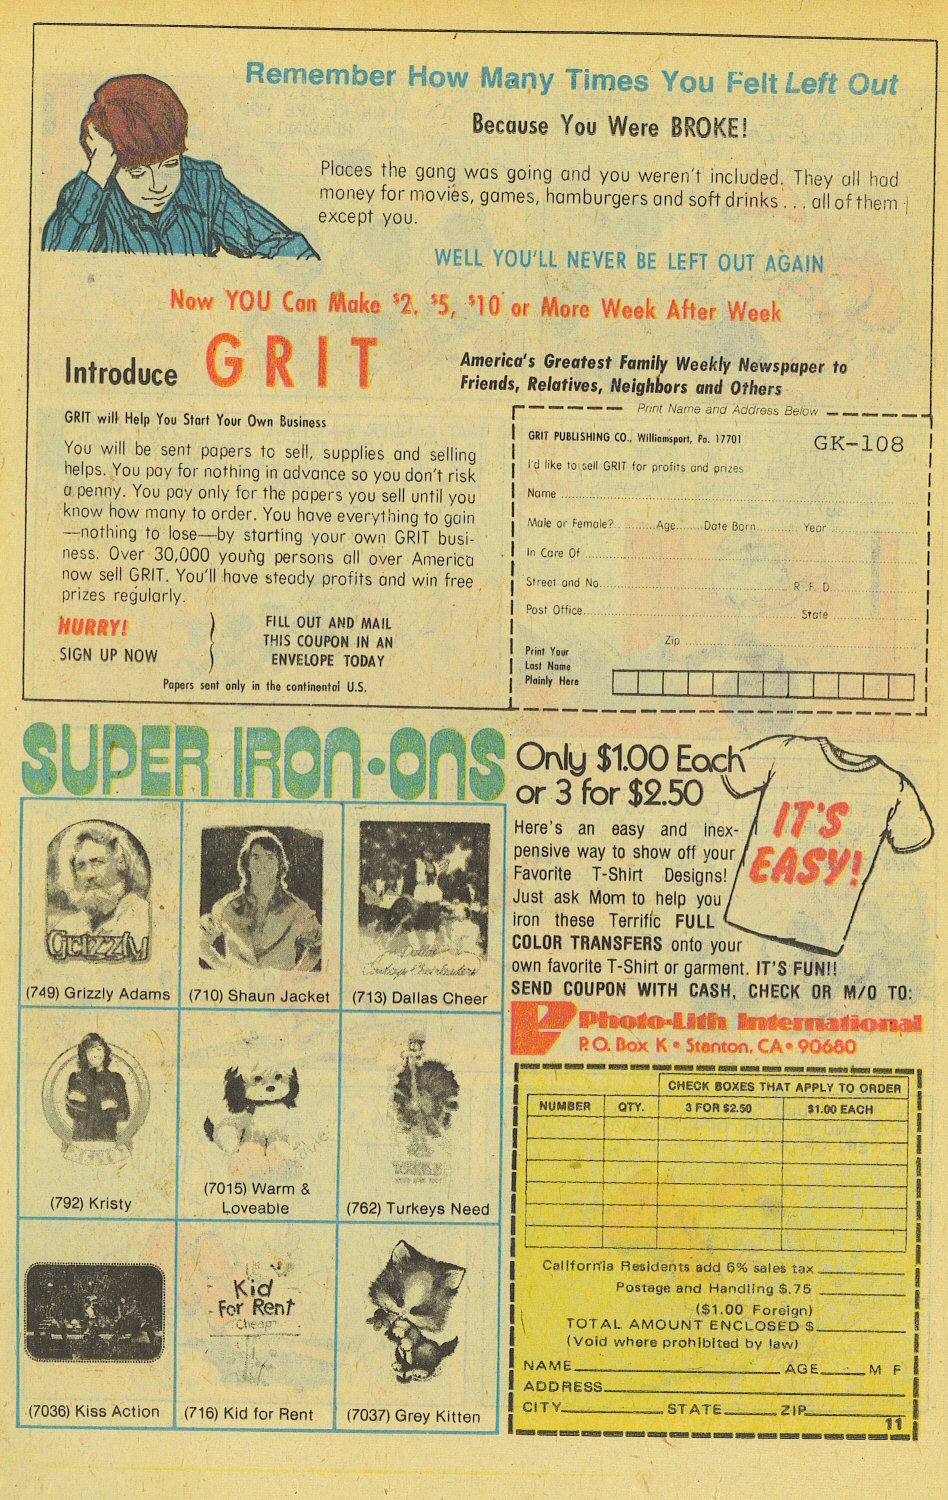 Remember How Many Times You Felt Left Out
Because You Were BROKE!
Places the gang was going and you weren't included. They all had
money for movies, games, hamburgers and soft drinks . . . all of them
except you.
WELL YOU'LL NEVER BE LEFT OUT AGAIN
Now YOU Can Make $2, $5, $10 or More Week After Week
Introduce GRIT
America's Greatest Family Weekly Newspaper to
Friends, Relatives, Neighbors and Others
GRIT will Help You Start Your Own Business
You will be sent papers to sell, supplies and selling
helps. You pay for nothing in advance so you don't risk
a penny. You pay only for the papers you sell until you
know how many to order. You have everything to gain
—nothing to lose—by starting your own GRIT busi-
ness. Over 30,000 young persons all over America
now sell GRIT. You'll have steady profits and win free
prizes regularly.
HURRY!
SIGN UP NOW
FILL OUT AND MAIL
THIS COUPON IN AN
ENVELOPE TODAY
Papers sent only in the continental U.S.
Print Name and Address Below
GRIT PUBLISHING CO., Williamsport, Pa. 17701 GK-108
I'd like to sell GRIT for profits and prizes
Name
Male or Female? Age Date Born Year
In Care Of
Street and No. R. F. D.
Post Office State
Zip
Print Your
Last Name
Plainly Here
SUPER IRON-ONS
Grizzly
(749) Grizzly Adams
(710) Shaun Jacket
Dallas
Cowboys Cheerleaders
(713) Dallas Cheer
(792) Kristy
(7015) Warm &
Loveable
(762) Turkeys Need
(7036) Kiss Action
Kid
For Rent
Cheap
(716) Kid for Rent
(7037) Grey Kitten
Only $1.00 Each
or 3 for $2.50
IT'S
EASY!
Here's an easy and inex-
pensive way to show off your
Favorite T-Shirt Designs!
Just ask Mom to help you
iron these Terrific FULL
COLOR TRANSFERS onto your
own favorite T-Shirt or garment. IT'S FUN!!
SEND COUPON WITH CASH, CHECK OR M/O TO:
Photo-Lith International
P.O. Box K • Stanton, CA • 90680
CHECK BOXES THAT APPLY TO ORDER
NUMBER QTY. 3 FOR $2.50 $1.00 EACH
California Residents add 6% sales tax
Postage and Handling $.75
($1.00 Foreign)
TOTAL AMOUNT ENCLOSED $
(Void where prohibited by law)
NAME AGE M F
ADDRESS
CITY STATE ZIP
11